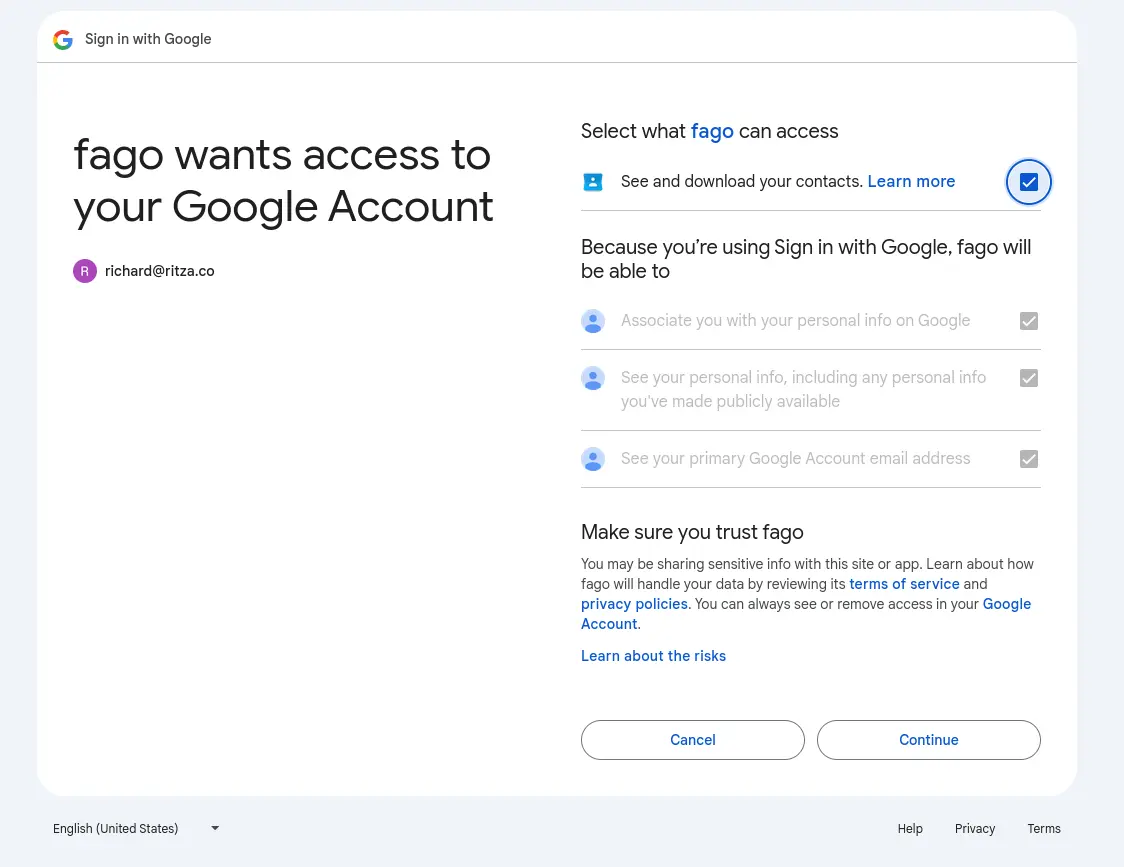 Sign in with Google
fago wants access to
your Google Account
R
richard@ritza.co
Select what fago can access
See and download your contacts. Learn more
Because you’re using Sign in with Google, fago will
be able to
Associate you with your personal info on Google
See your personal info, including any personal info
you've made publicly available
See your primary Google Account email address
Make sure you trust fago
You may be sharing sensitive info with this site or app. Learn about how
fago will handle your data by reviewing its terms of service and
privacy policies. You can always see or remove access in your Google
Account.
Learn about the risks
Cancel
Continue
English (United States)
Help
Privacy
Terms